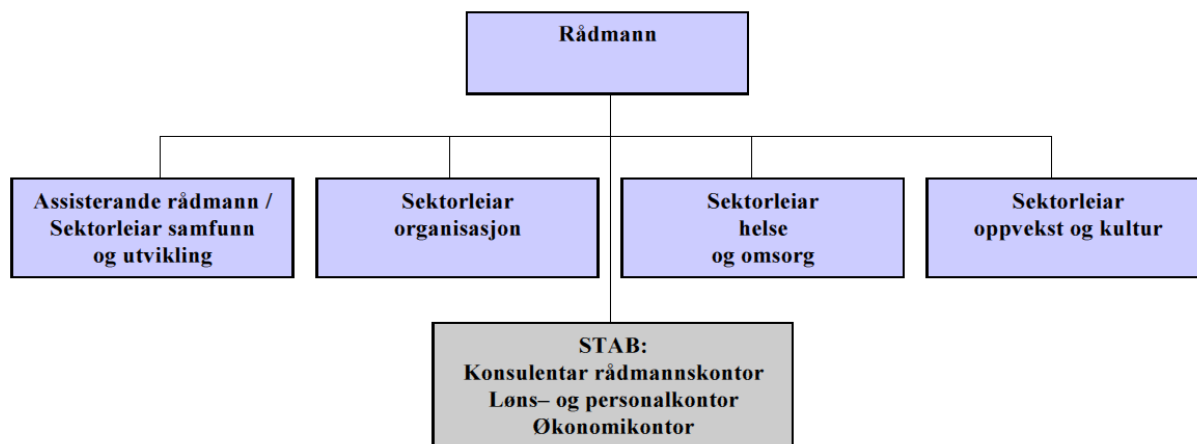 Rådmann
Assisterande rådmann /
Sektorleiar samfunn
og utvikling
Sektorleiar
organisasjon
Sektorleiar
helse
og omsorg
Sektorleiar
oppvekst og kultur
STAB:
Konsulentar rådmannskontor
Løns– og personalkontor
Økonomikontor